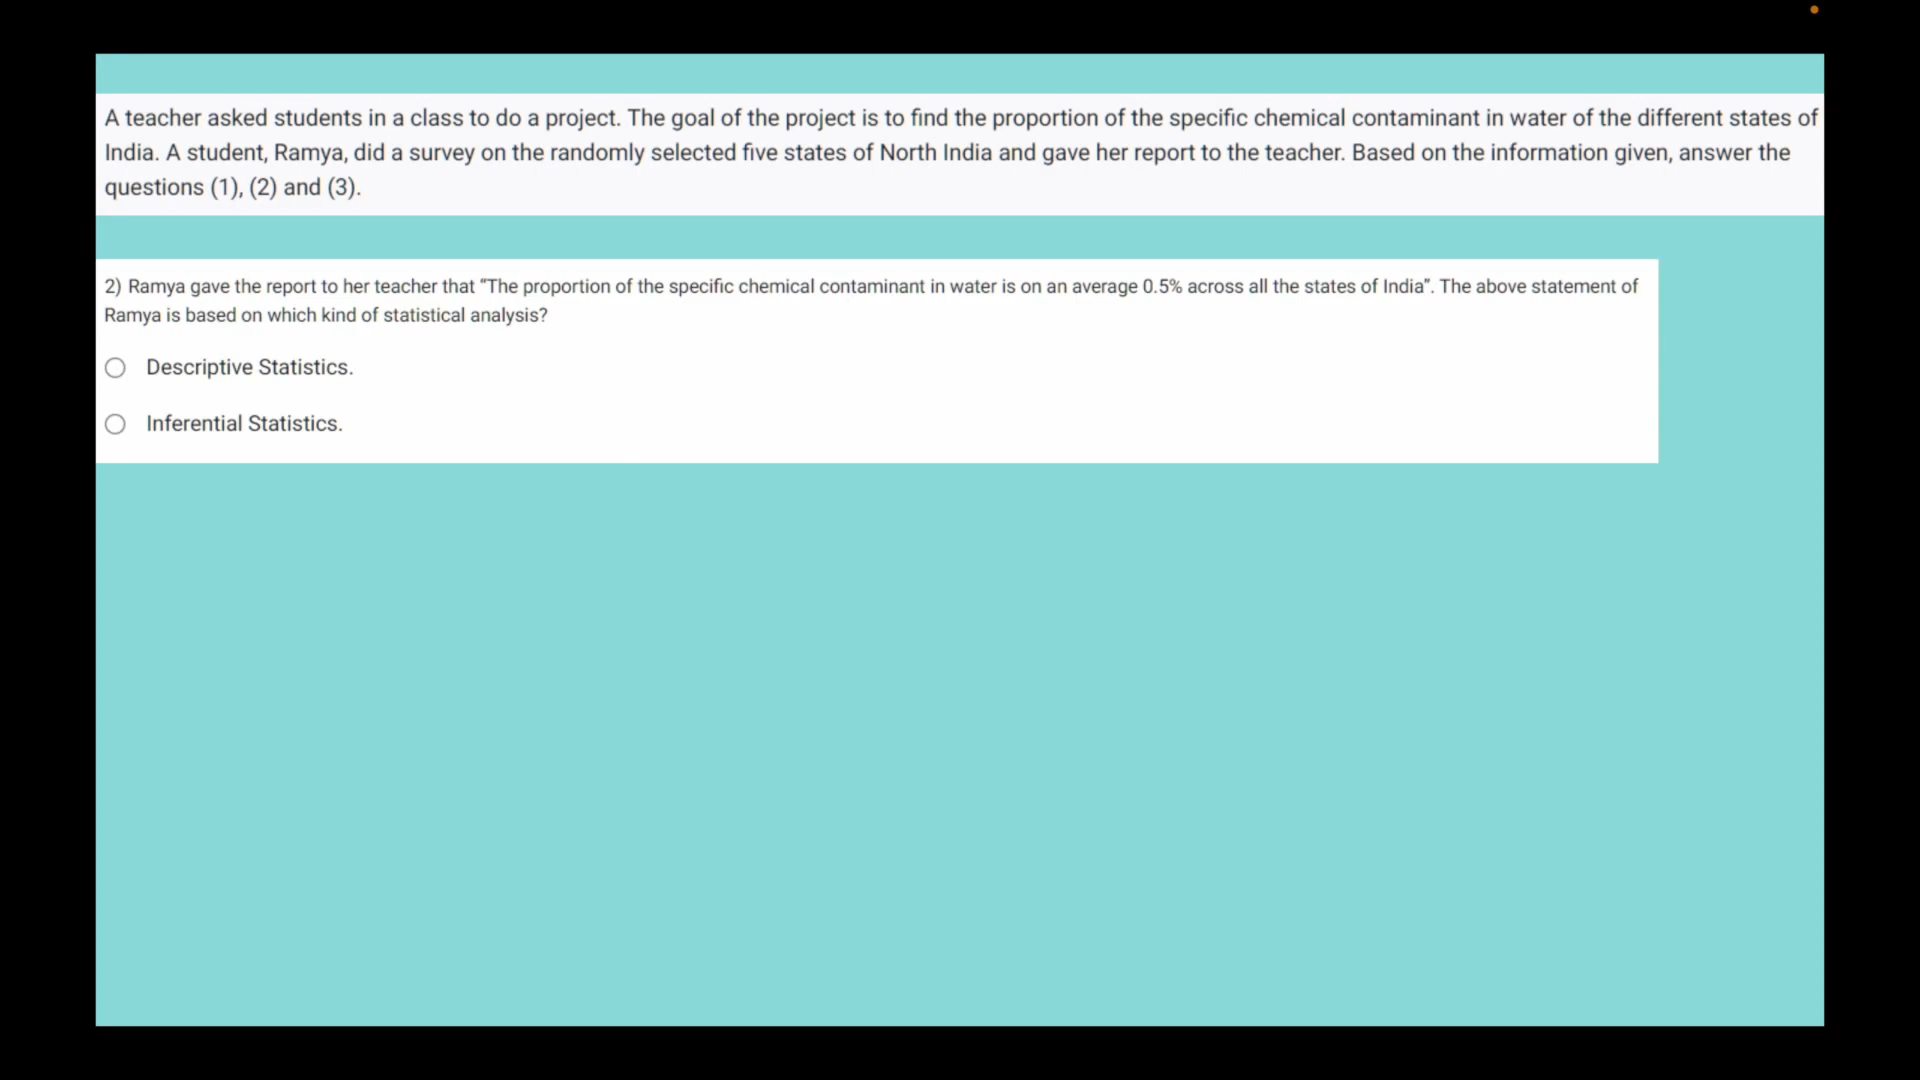 A teacher asked students in a class to do a project. The goal of the project is to find the proportion of the specific chemical contaminant in water of the different states of
India. A student, Ramya, did a survey on the randomly selected five states of North India and gave her report to the teacher. Based on the information given, answer the
questions (1), (2) and (3).
2) Ramya gave the report to her teacher that “The proportion of the specific chemical contaminant in water is on an average 0.5% across all the states of India”. The above statement of
Ramya is based on which kind of statistical analysis?
Descriptive Statistics.
Inferential Statistics.